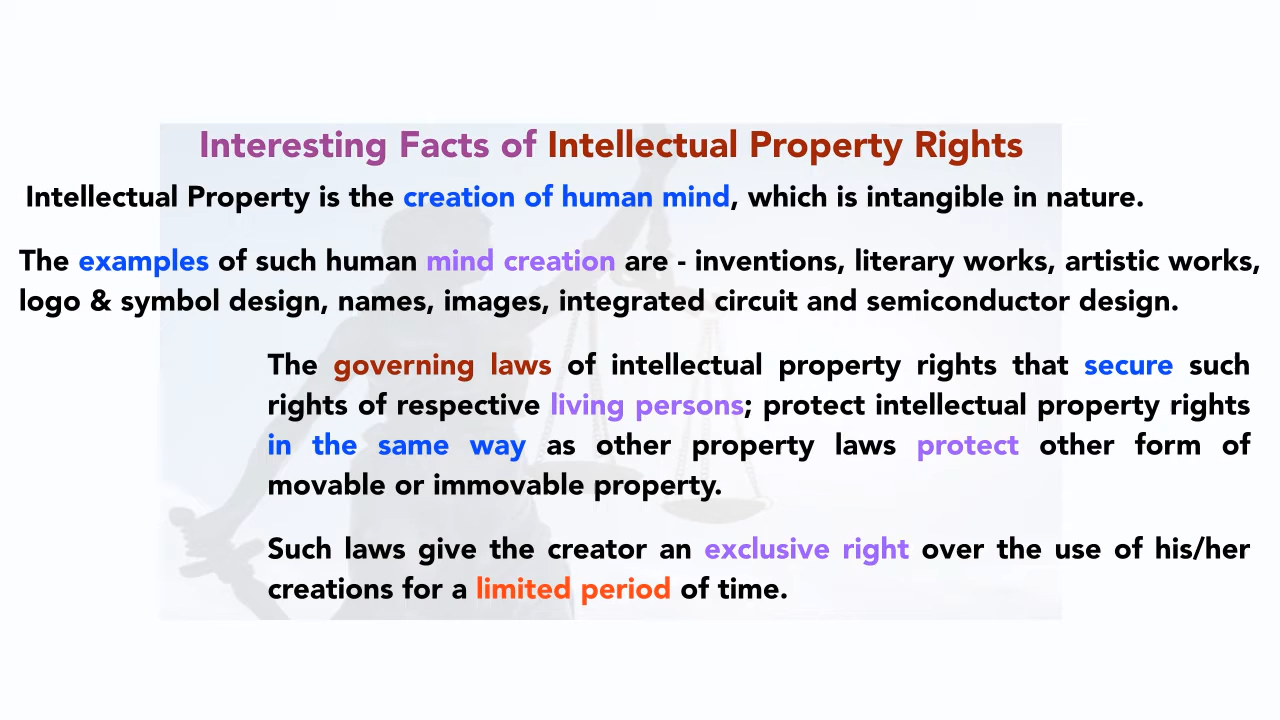 Interesting Facts of Intellectual Property Rights
Intellectual Property is the creation of human mind, which is intangible in nature.
The examples of such human mind creation are - inventions, literary works, artistic works,
logo & symbol design, names, images, integrated circuit and semiconductor design.
The governing laws of intellectual property rights that secure such
rights of respective living persons; protect intellectual property rights
in the same way as other property laws protect other form of
movable or immovable property.
Such laws give the creator an exclusive right over the use of his/her
creations for a limited period of time.